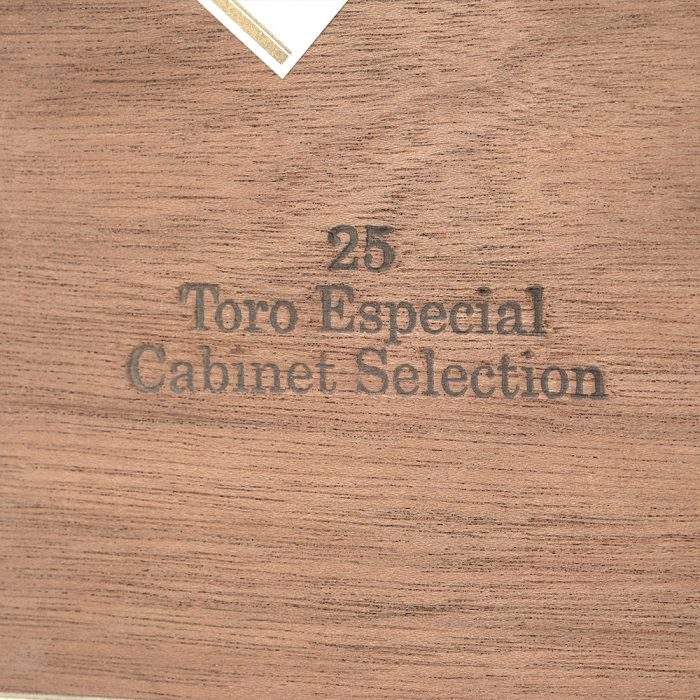 25
Toro Especial
Cabinet Selection